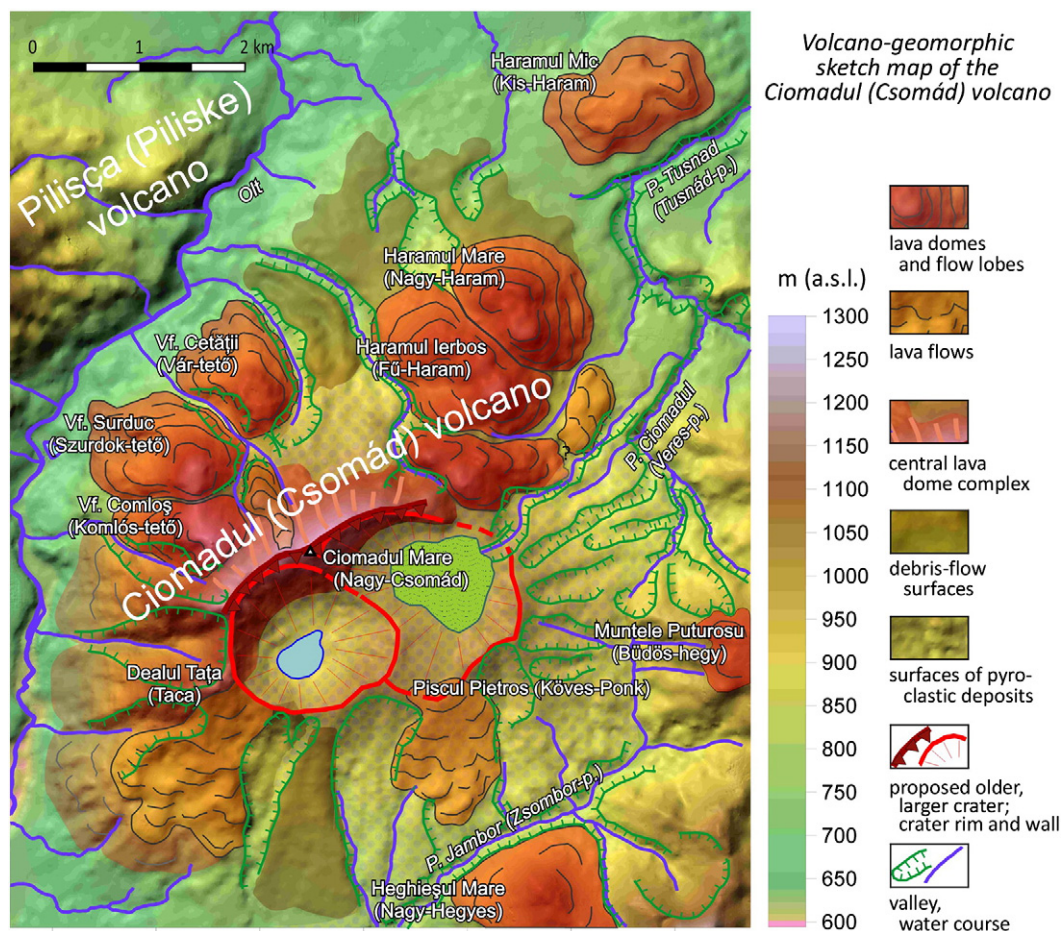 0 1 2 km
Haramul Mic
(Kis-Haram)
Volcano-geomorphic
sketch map of the
Ciomadul (Csomád) volcano
Pilisça (Piliske)
volcano
Olt
P. Tusnad
(Tusnád-p.)
Haramul Mare
(Nagy-Haram)
Vf. Cetăţii
(Vár-tető)
Haramul Ierbos
(Fű-Haram)
Vf. Surduc
(Szurdok-tető)
Ciomadul (Csomád) volcano
?
P. Ciomadul
(Veres-p.)
Vf. Comloş
(Komlós-tető)
Ciomadul Mare
(Nagy-Csomád)
Muntele Puturosu
(Büdös-hegy)
Dealul Taţa
(Taca)
Piscul Pietros (Köves-Ponk)
P. Jambor (Zsombor-p.)
Heghieşul Mare
(Nagy-Hegyes)
m (a.s.l.)
1300
1250
1200
1150
1100
1050
1000
950
900
850
800
750
700
650
600
lava domes
and flow lobes
lava flows
central lava
dome complex
debris-flow
surfaces
surfaces of pyro-
clastic deposits
proposed older,
larger crater;
crater rim and wall
valley,
water course